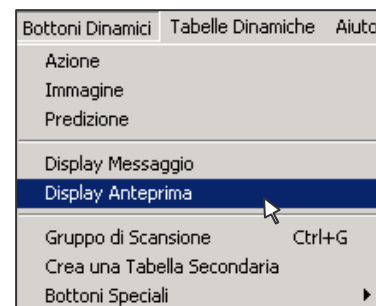 Bottoni Dinamici Tabelle Dinamiche Aiuto
Azione
Immagine
Predizione
Display Messaggio
Display Anteprima
Gruppo di Scansione Ctrl+G
Crea una Tabella Secondaria
Bottoni Speciali